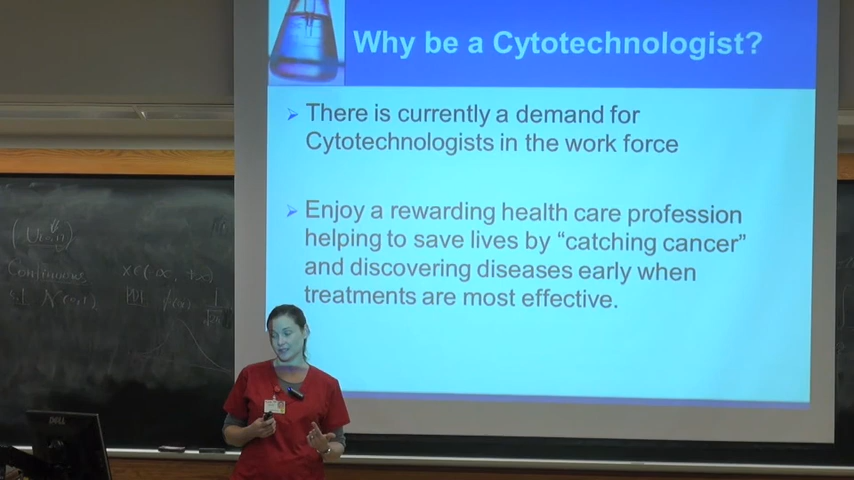 Why be a Cytotechnologist?
There is currently a demand for
Cytotechnologists in the work force
Enjoy a rewarding health care profession
helping to save lives by “catching cancer”
and discovering diseases early when
treatments are most effective.
Continuous
PDF
DELL